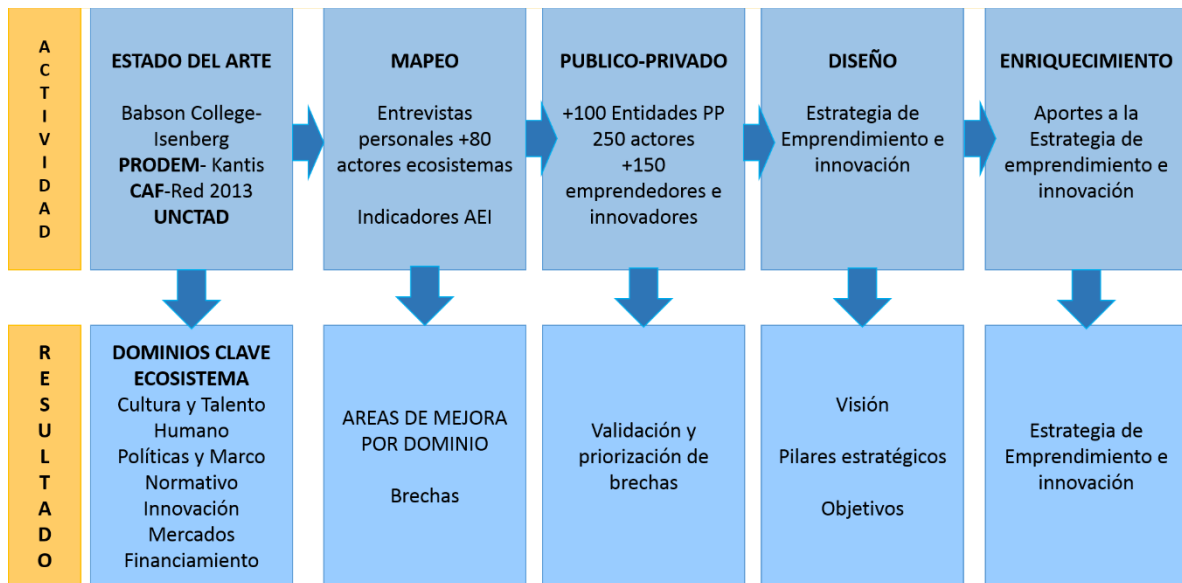 ACTIVIDAD
ESTADO DEL ARTE
Babson College-
Isenberg
PRODEM- Kantis
CAF-Red 2013
UNCTAD
MAPEO
Entrevistas
personales +80
actores ecosistemas
Indicadores AEI
PUBLICO-PRIVADO
+100 Entidades PP
250 actores
+150
emprendedores e
innovadores
DISEÑO
Estrategia de
Emprendimiento e
innovación
ENRIQUECIMIENTO
Aportes a la
Estrategia de
emprendimiento e
innovación
RESULTADO
DOMINIOS CLAVE
ECOSISTEMA
Cultura y Talento
Humano
Políticas y Marco
Normativo
Innovación
Mercados
Financiamiento
AREAS DE MEJORA
POR DOMINIO
Brechas
Validación y
priorización de
brechas
Visión
Pilares estratégicos
Objetivos
Estrategia de
Emprendimiento e
innovación